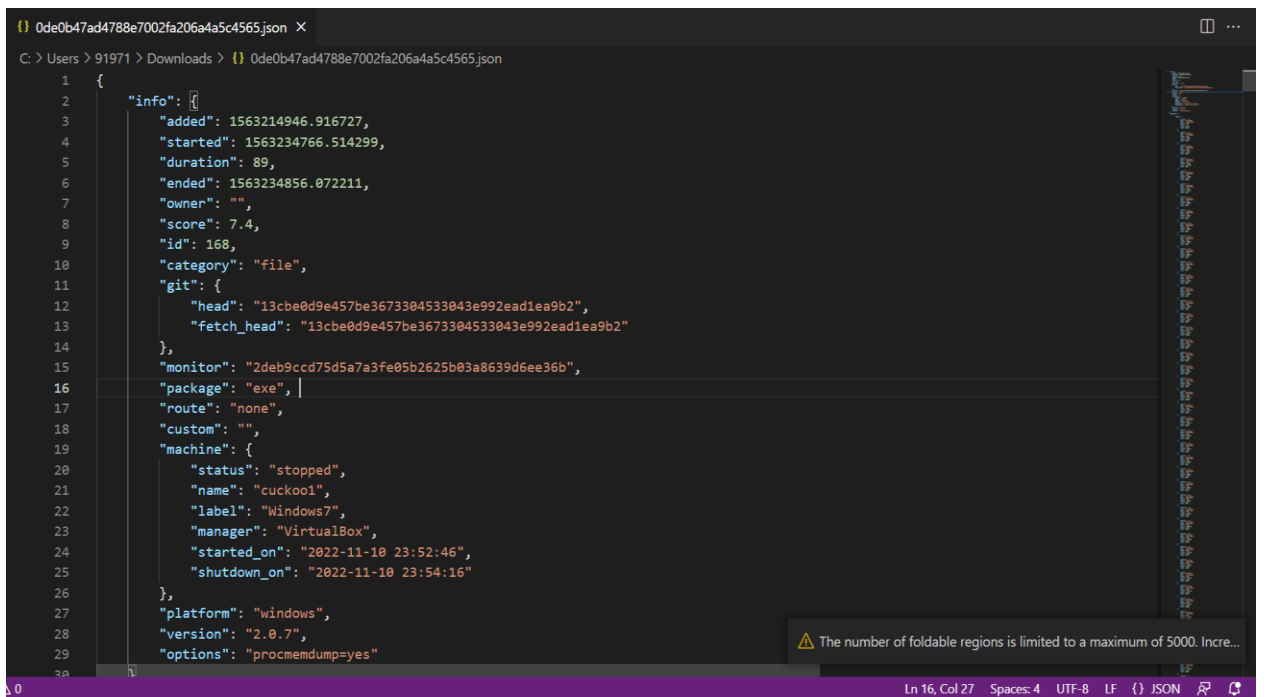 {} 0de0b47ad4788e7002fa206a4a5c4565.json ×
C: > Users > 91971 > Downloads > {} 0de0b47ad4788e7002fa206a4a5c4565.json
1 {
2 "info": {
3 "added": 1563214946.916727,
4 "started": 1563234766.514299,
5 "duration": 89,
6 "ended": 1563234856.072211,
7 "owner": "",
8 "score": 7.4,
9 "id": 168,
10 "category": "file",
11 "git": {
12 "head": "13cbe0d9e457be3673304533043e992ead1ea9b2",
13 "fetch_head": "13cbe0d9e457be3673304533043e992ead1ea9b2"
14 },
15 "monitor": "2deb9ccd75d5a7a3fe05b2625b03a8639d6ee36b",
16 "package": "exe",
17 "route": "none",
18 "custom": "",
19 "machine": {
20 "status": "stopped",
21 "name": "cuckoo1",
22 "label": "Windows7",
23 "manager": "VirtualBox",
24 "started_on": "2022-11-10 23:52:46",
25 "shutdown_on": "2022-11-10 23:54:16"
26 },
27 "platform": "windows",
28 "version": "2.0.7",
29 "options": "procmemdump=yes"
30 }
The number of foldable regions is limited to a maximum of 5000. Incre...
0 Ln 16, Col 27 Spaces: 4 UTF-8 LF {} JSON